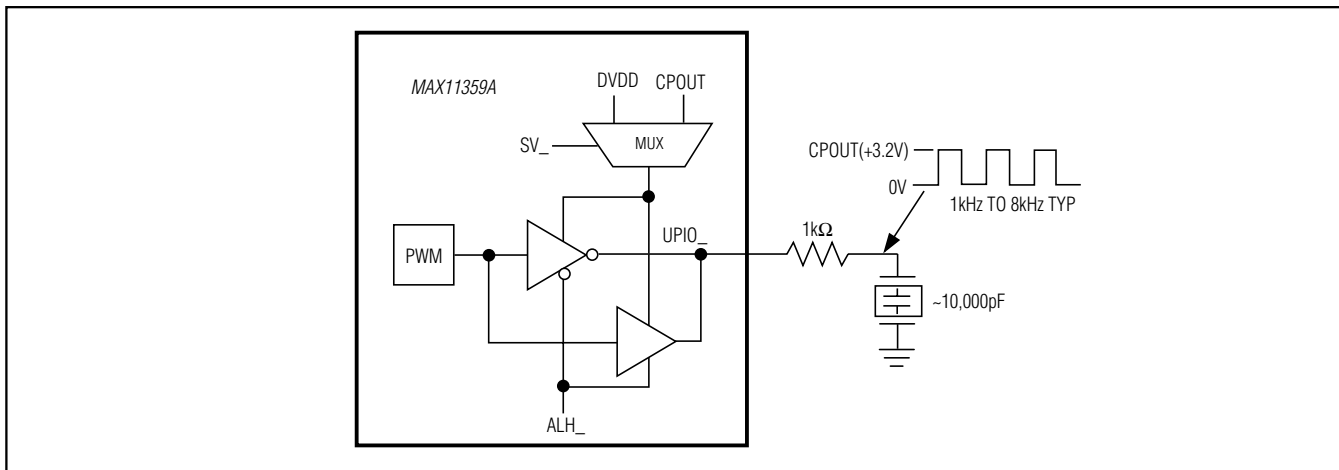 MAX11359A
DVDD
CPOUT
SV_
MUX
PWM
UPIO_
ALH_
1kΩ
CPOUT(+3.2V)
0V
1kHz TO 8kHz TYP
~10,000pF